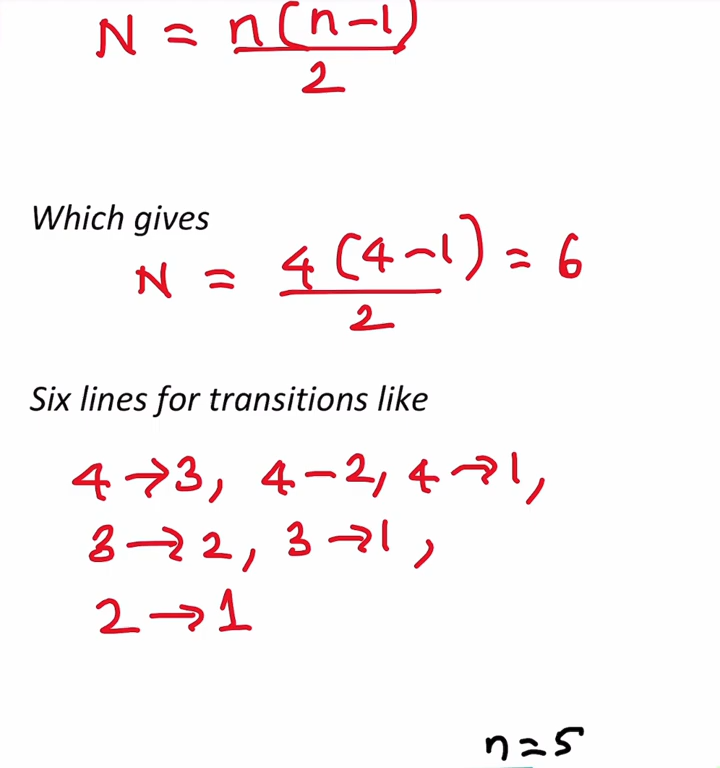 N = n(n-1)
2
Which gives
N = 4(4-1) = 6
2
Six lines for transitions like
4→3, 4-2, 4→1,
3→2, 3→1,
2→1
n=5